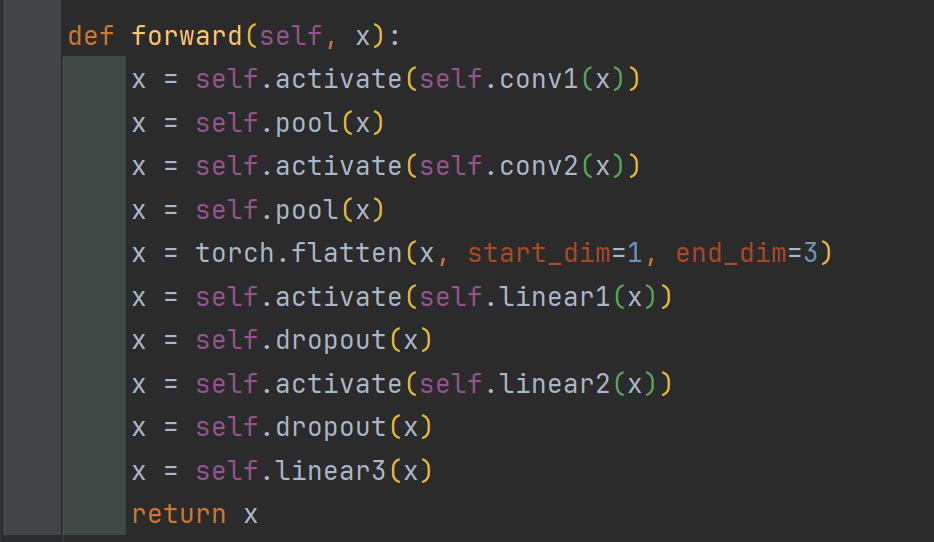 def forward(self, x):
    x = self.activate(self.conv1(x))
    x = self.pool(x)
    x = self.activate(self.conv2(x))
    x = self.pool(x)
    x = torch.flatten(x, start_dim=1, end_dim=3)
    x = self.activate(self.linear1(x))
    x = self.dropout(x)
    x = self.activate(self.linear2(x))
    x = self.dropout(x)
    x = self.linear3(x)
    return x